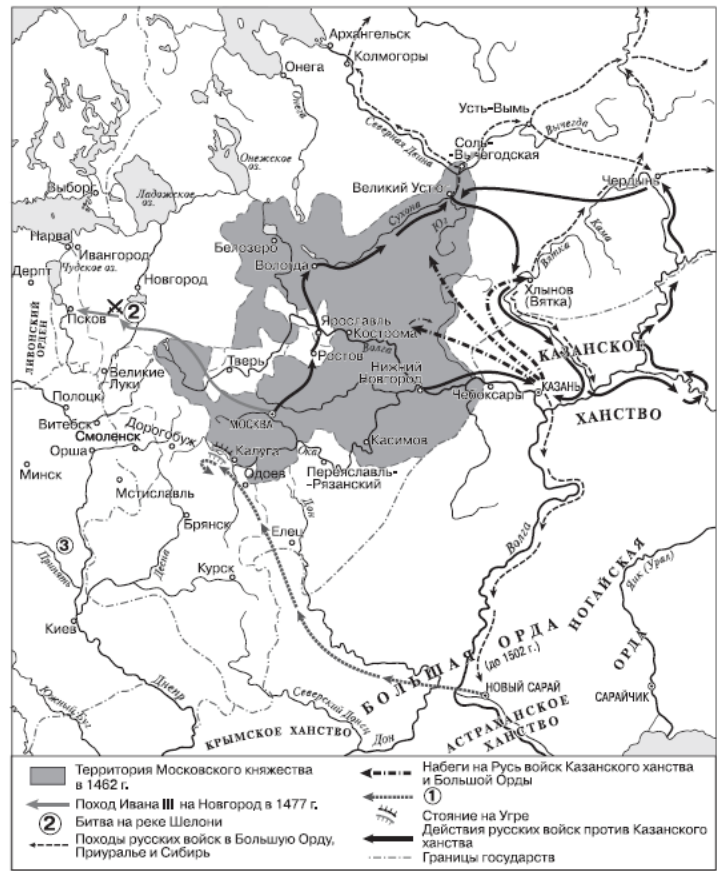 Архангельск
Колмогоры
Онега
Онега
Усть-Вымь
Вычегда
Северная Двина
Соль-
Вычегодская
Онежское
оз.
Выборг
Ладожское
оз.
Великий Устюг
Чердынь
Сухона
Юг
Кама
Вятка
Нарва
Ивангород
Чудское оз.
Белозеро
Вологда
Дерпт
Новгород
Хлынов
(Вятка)
ЛИВОНСКИЙ
ОРДЕН
Псков
2
Ярославль
Кострома
Волга
КАЗАНСКОЕ
Ростов
Тверь
Великие
Луки
Нижний
Новгород
КАЗАНЬ
Чебоксары
ХАНСТВО
Полоцк
МОСКВА
Витебск
Смоленск
Дорогобуж
Касимов
Орша
Калуга
Ока
Минск
Одоев
Переяславль-
-Рязанский
Мстиславль
Дон
Брянск
Елец
Волга
3
Десна
Курск
Припять
НОГАЙСКАЯ
ОРДА
Яик (Урал)
Киев
БОЛЬШАЯ ОРДА
(до 1502 г.)
НОВЫЙ САРАЙ
САРАЙЧИК
Днепр
Южный Буг
Северский Донец
Дон
КРЫМСКОЕ ХАНСТВО
АСТРАХАНСКОЕ
ХАНСТВО
Территория Московского княжества
в 1462 г.
Поход Ивана III на Новгород в 1477 г.
2 Битва на реке Шелони
Походы русских войск в Большую Орду,
Приуралье и Сибирь
Набеги на Русь войск Казанского ханства
и Большой Орды
1
Стояние на Угре
Действия русских войск против Казанского
ханства
Границы государств